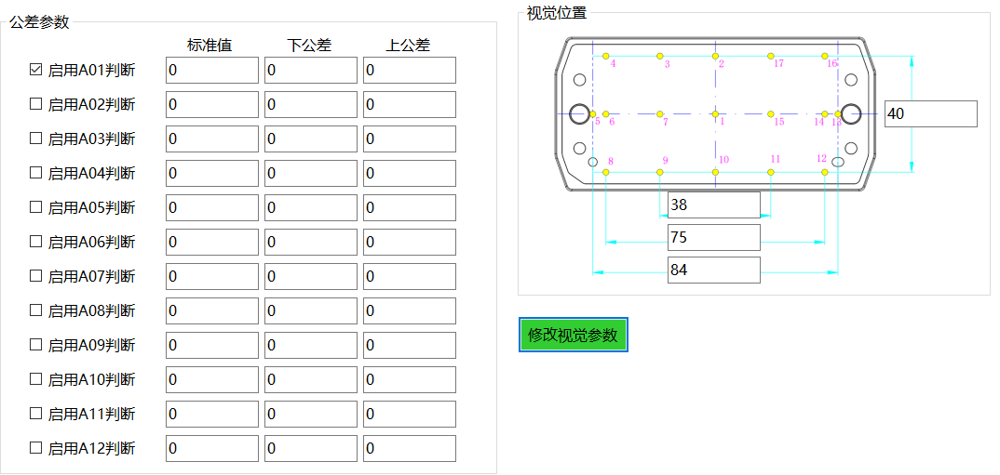 公差参数
标准值 下公差 上公差
启用A01判断 0 0 0
启用A02判断 0 0 0
启用A03判断 0 0 0
启用A04判断 0 0 0
启用A05判断 0 0 0
启用A06判断 0 0 0
启用A07判断 0 0 0
启用A08判断 0 0 0
启用A09判断 0 0 0
启用A10判断 0 0 0
启用A11判断 0 0 0
启用A12判断 0 0 0
视觉位置
4 3 2 17 16
5 6 7 1 15 14 13
8 9 10 11 12
40
38
75
84
修改视觉参数